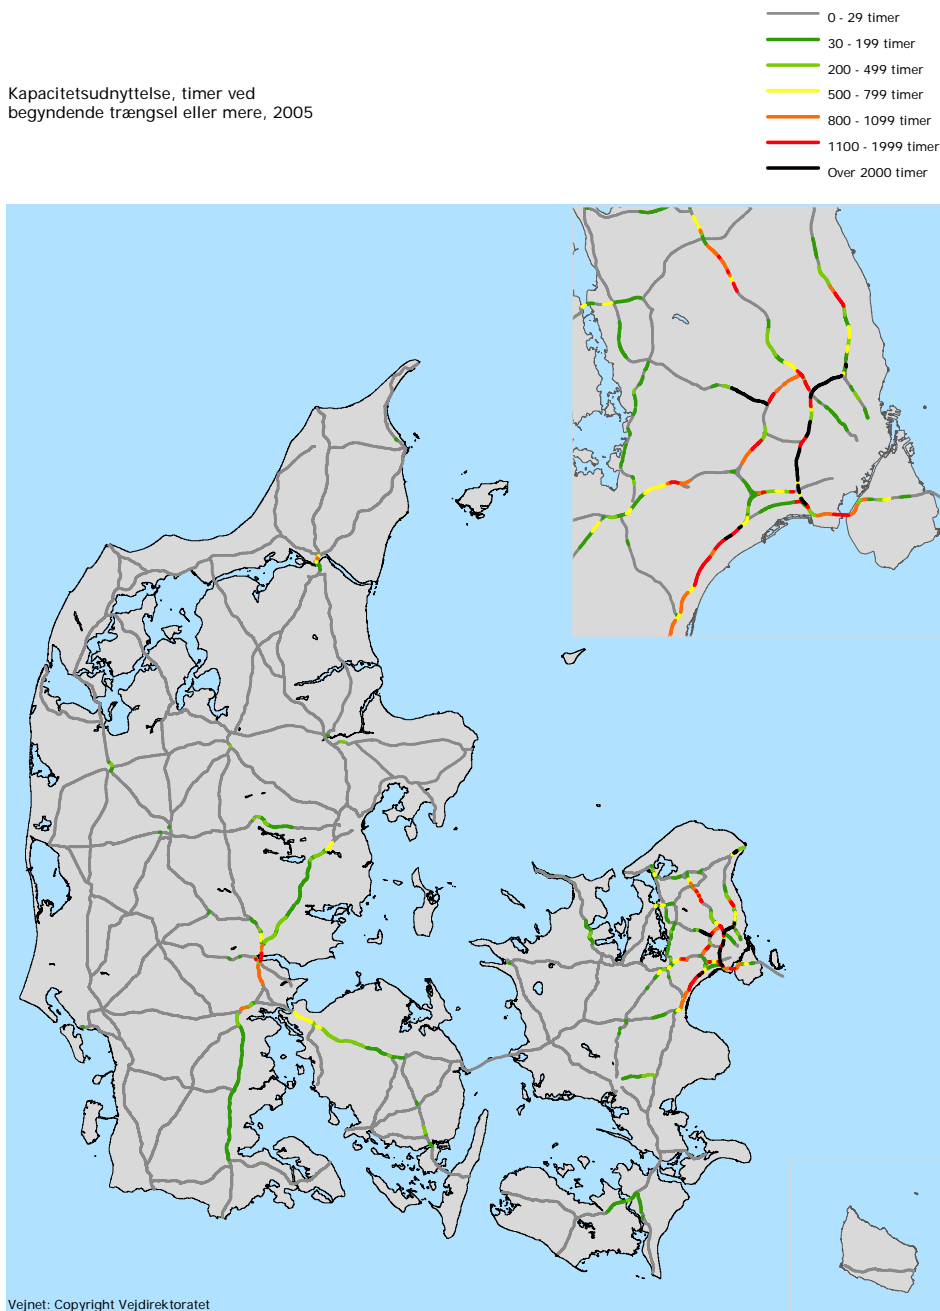 0 - 29 timer
30 - 199 timer
200 - 499 timer
500 - 799 timer
800 - 1099 timer
1100 - 1999 timer
Over 2000 timer
Kapacitetsudnyttelse, timer ved
begyndende trængsel eller mere, 2005
Vejnet: Copyright Vejdirektoratet